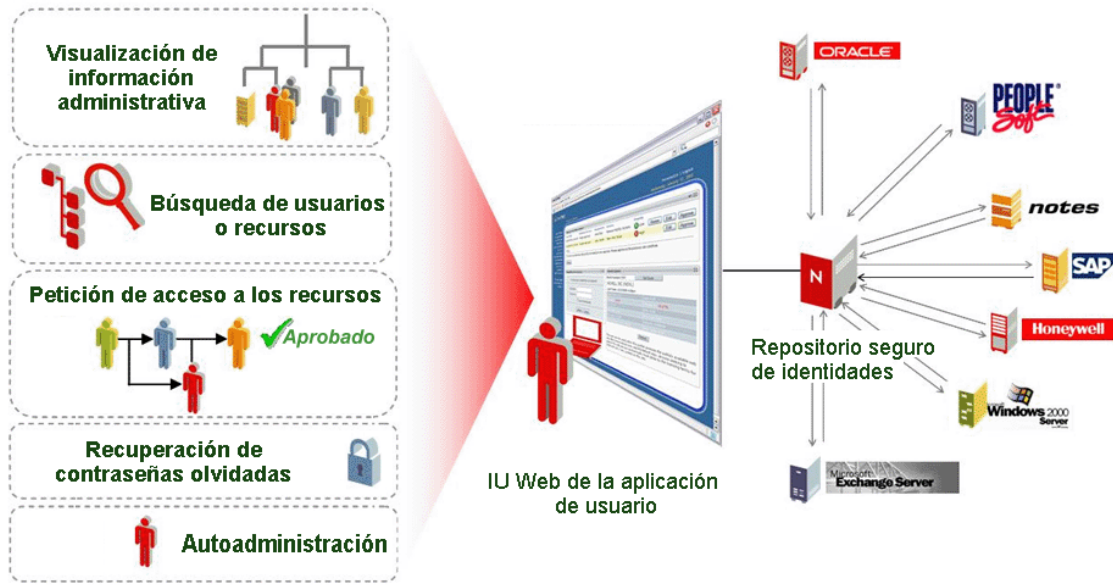 Visualización de
información
administrativa
Búsqueda de usuarios
o recursos
Petición de acceso a los recursos
Aprobado
Recuperación de
contraseñas olvidadas
Autoadministración
IU Web de la aplicación
de usuario
N
Repositorio seguro
de identidades
ORACLE
PEOPLE
Soft
notes
SAP
Honeywell
Microsoft
Windows 2000
Server
Microsoft
Exchange Server